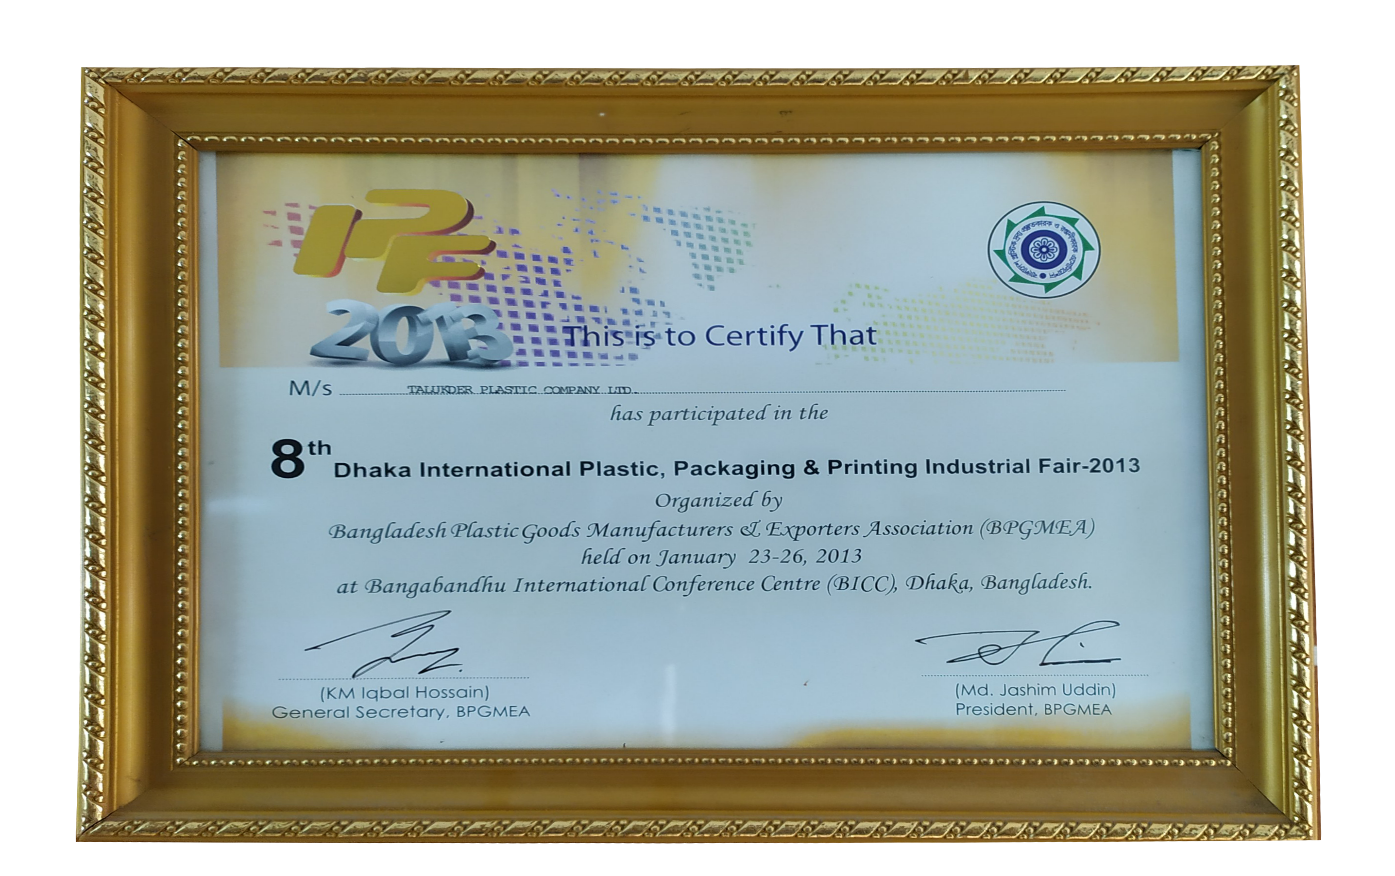 IPF
2013
This is to Certify That
M/s TALUKDER PLASTIC COMPANY LTD.
has participated in the
8th Dhaka International Plastic, Packaging & Printing Industrial Fair-2013
Organized by
Bangladesh Plastic Goods Manufacturers & Exporters Association (BPGMEA)
held on January 23-26, 2013
at Bangabandhu International Conference Centre (BICC), Dhaka, Bangladesh.
(KM Iqbal Hossain)
General Secretary, BPGMEA
(Md. Jashim Uddin)
President, BPGMEA